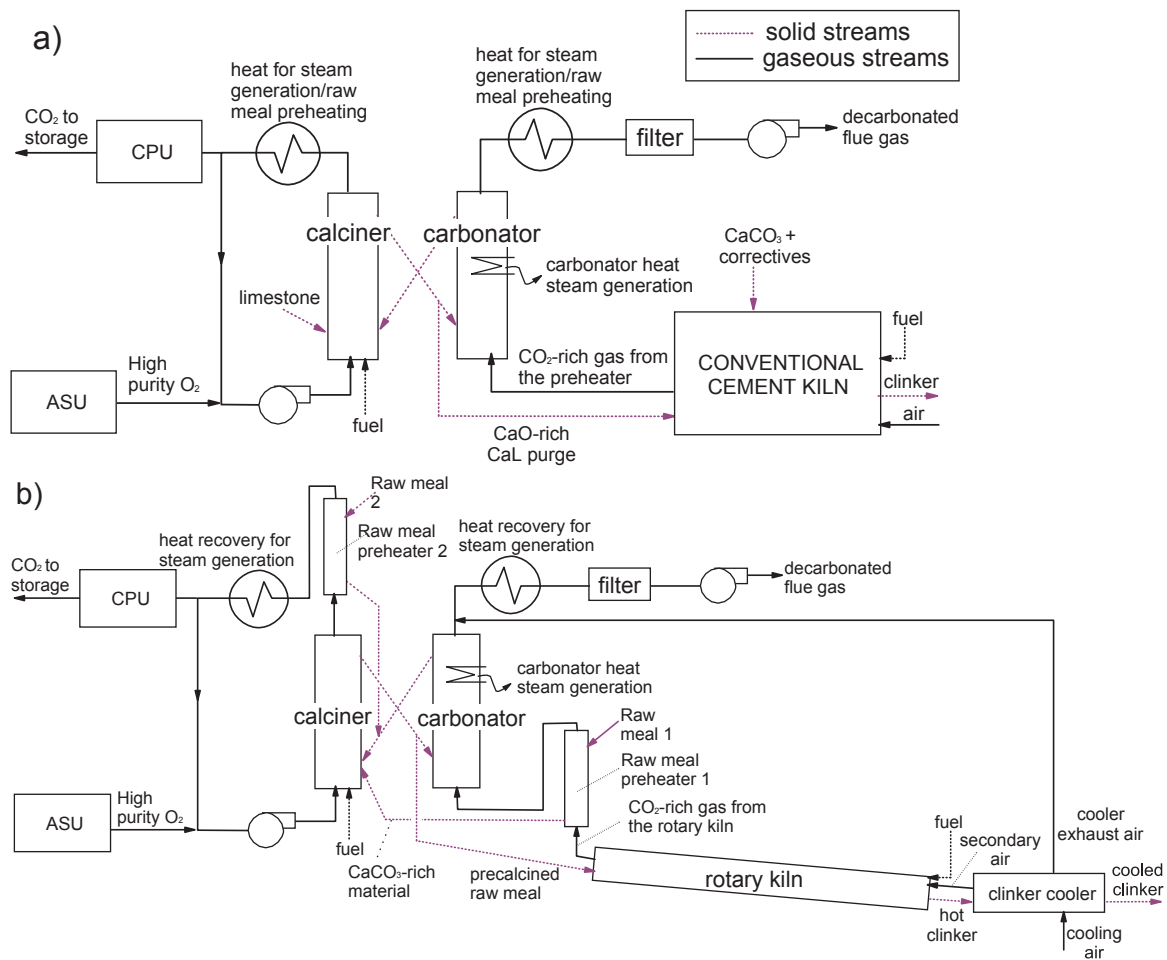 a)
solid streams
gaseous streams
heat for steam
generation/raw
meal preheating
heat for steam
generation/raw
meal preheating
CO₂ to
storage
CPU
filter
decarbonated
flue gas
calciner
carbonator
carbonator heat
steam generation
CaCO₃ +
correctives
limestone
fuel
CO₂-rich gas from
the preheater
CONVENTIONAL
CEMENT KILN
clinker
air
ASU
High
purity O₂
fuel
CaO-rich
CaL purge
b)
Raw meal
2
Raw meal
preheater 2
heat recovery for
steam generation
heat recovery for
steam generation
CO₂ to
storage
CPU
filter
decarbonated
flue gas
carbonator heat
steam generation
calciner
carbonator
Raw
meal 1
Raw meal
preheater 1
ASU
High
purity O₂
fuel
CaCO₃-rich
material
CO₂-rich gas from
the rotary kiln
precalcined
raw meal
rotary kiln
fuel
secondary
air
cooler
exhaust air
clinker cooler
cooled
clinker
hot
clinker
cooling
air